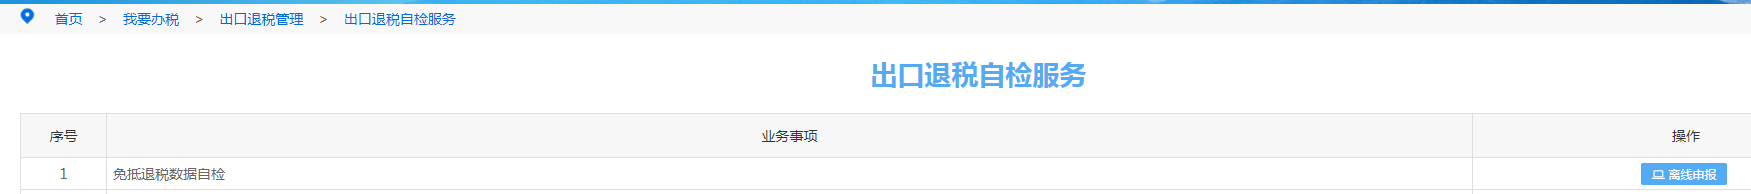 首页 > 我要办税 > 出口退税管理 > 出口退税自检服务
出口退税自检服务
序号 业务事项 操作
1 免抵退税数据自检 离线申报